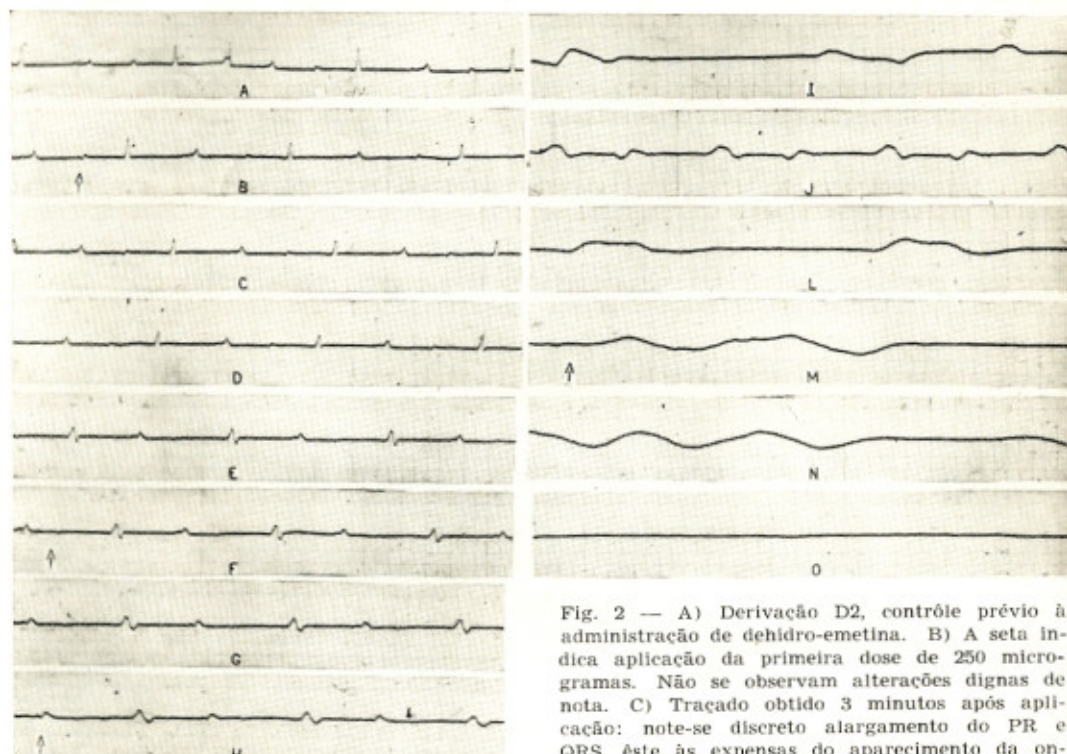 A
B
C
D
E
F
G
H
I
J
L
M
N
O
Fig. 2 — A) Derivação D2, contrôle prévio à
administração de dehidro-emetina. B) A seta in-
dica aplicação da primeira dose de 250 micro-
gramas. Não se observam alterações dignas de
nota. C) Traçado obtido 3 minutos após apli-
cação: note-se discreto alargamento do PR e
QRS, êste às expensas do aparecimento da on-